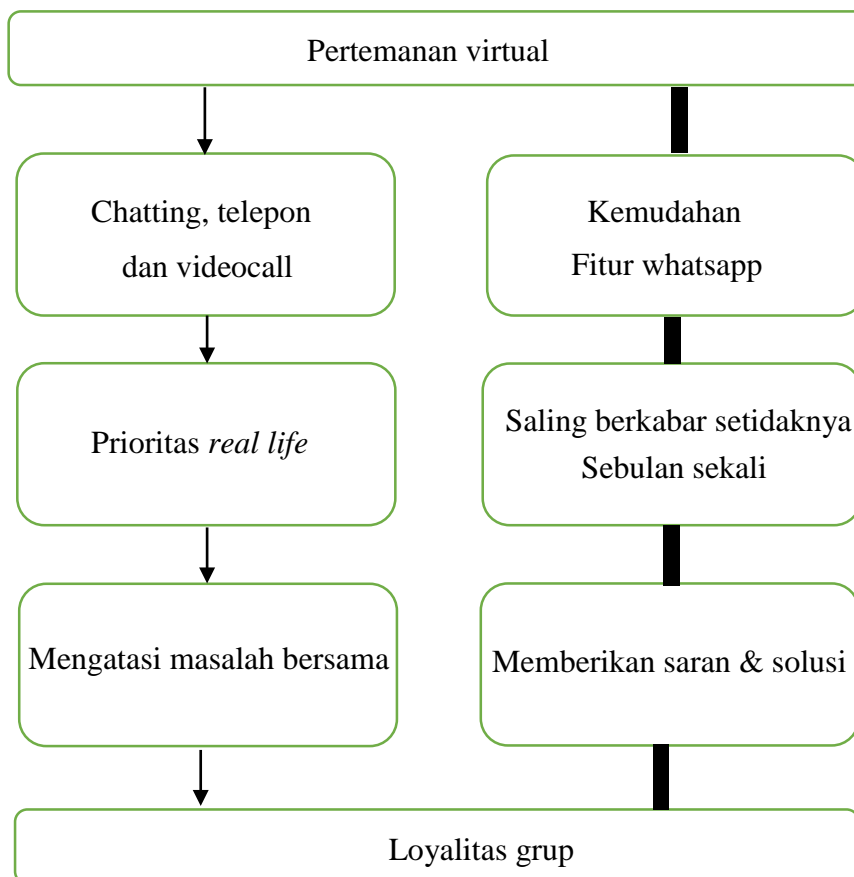 Pertemanan virtual
Chatting, telepon
dan videocall
Kemudahan
Fitur whatsapp
Prioritas real life
Saling berkabar setidaknya
Sebulan sekali
Mengatasi masalah bersama
Memberikan saran & solusi
Loyalitas grup